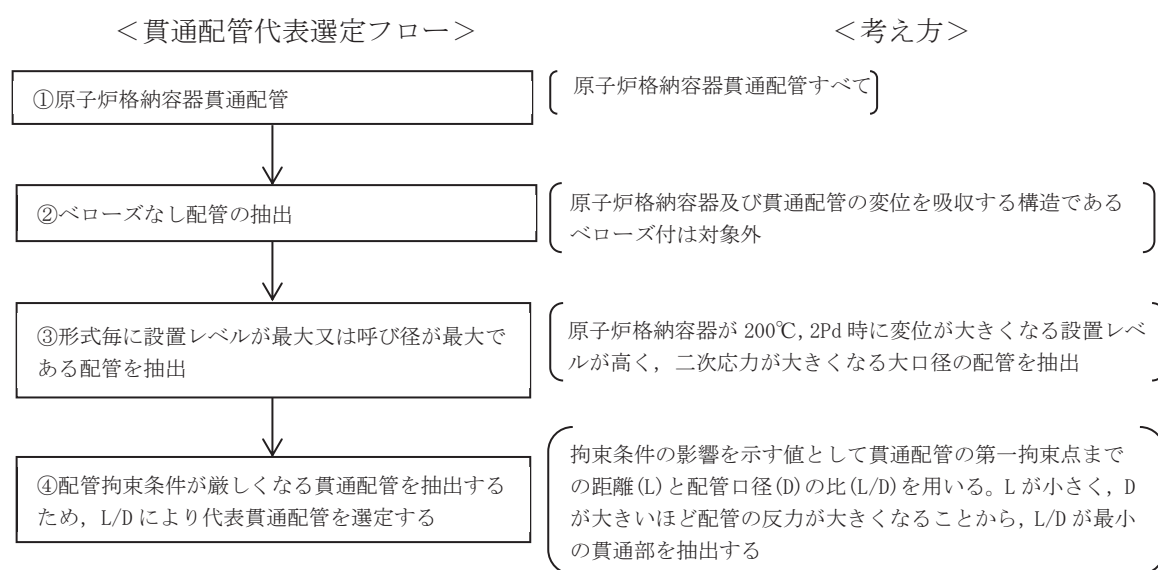 ＜貫通配管代表選定フロー＞
＜考え方＞
①原子炉格納容器貫通配管
原子炉格納容器貫通配管すべて
②ベローズなし配管の抽出
原子炉格納容器及び貫通配管の変位を吸収する構造である
ベローズ付は対象外
③形式毎に設置レベルが最大又は呼び径が最大で
ある配管を抽出
原子炉格納容器が 200℃, 2Pd 時に変位が大きくなる設置レベ
ルが高く，二次応力が大きくなる大口径の配管を抽出
④配管拘束条件が厳しくなる貫通配管を抽出する
ため，L/D により代表貫通配管を選定する
拘束条件の影響を示す値として貫通配管の第一拘束点まで
の距離(L)と配管口径(D)の比(L/D)を用いる。L が小さく，D
が大きいほど配管の反力が大きくなることから，L/D が最小
の貫通部を抽出する